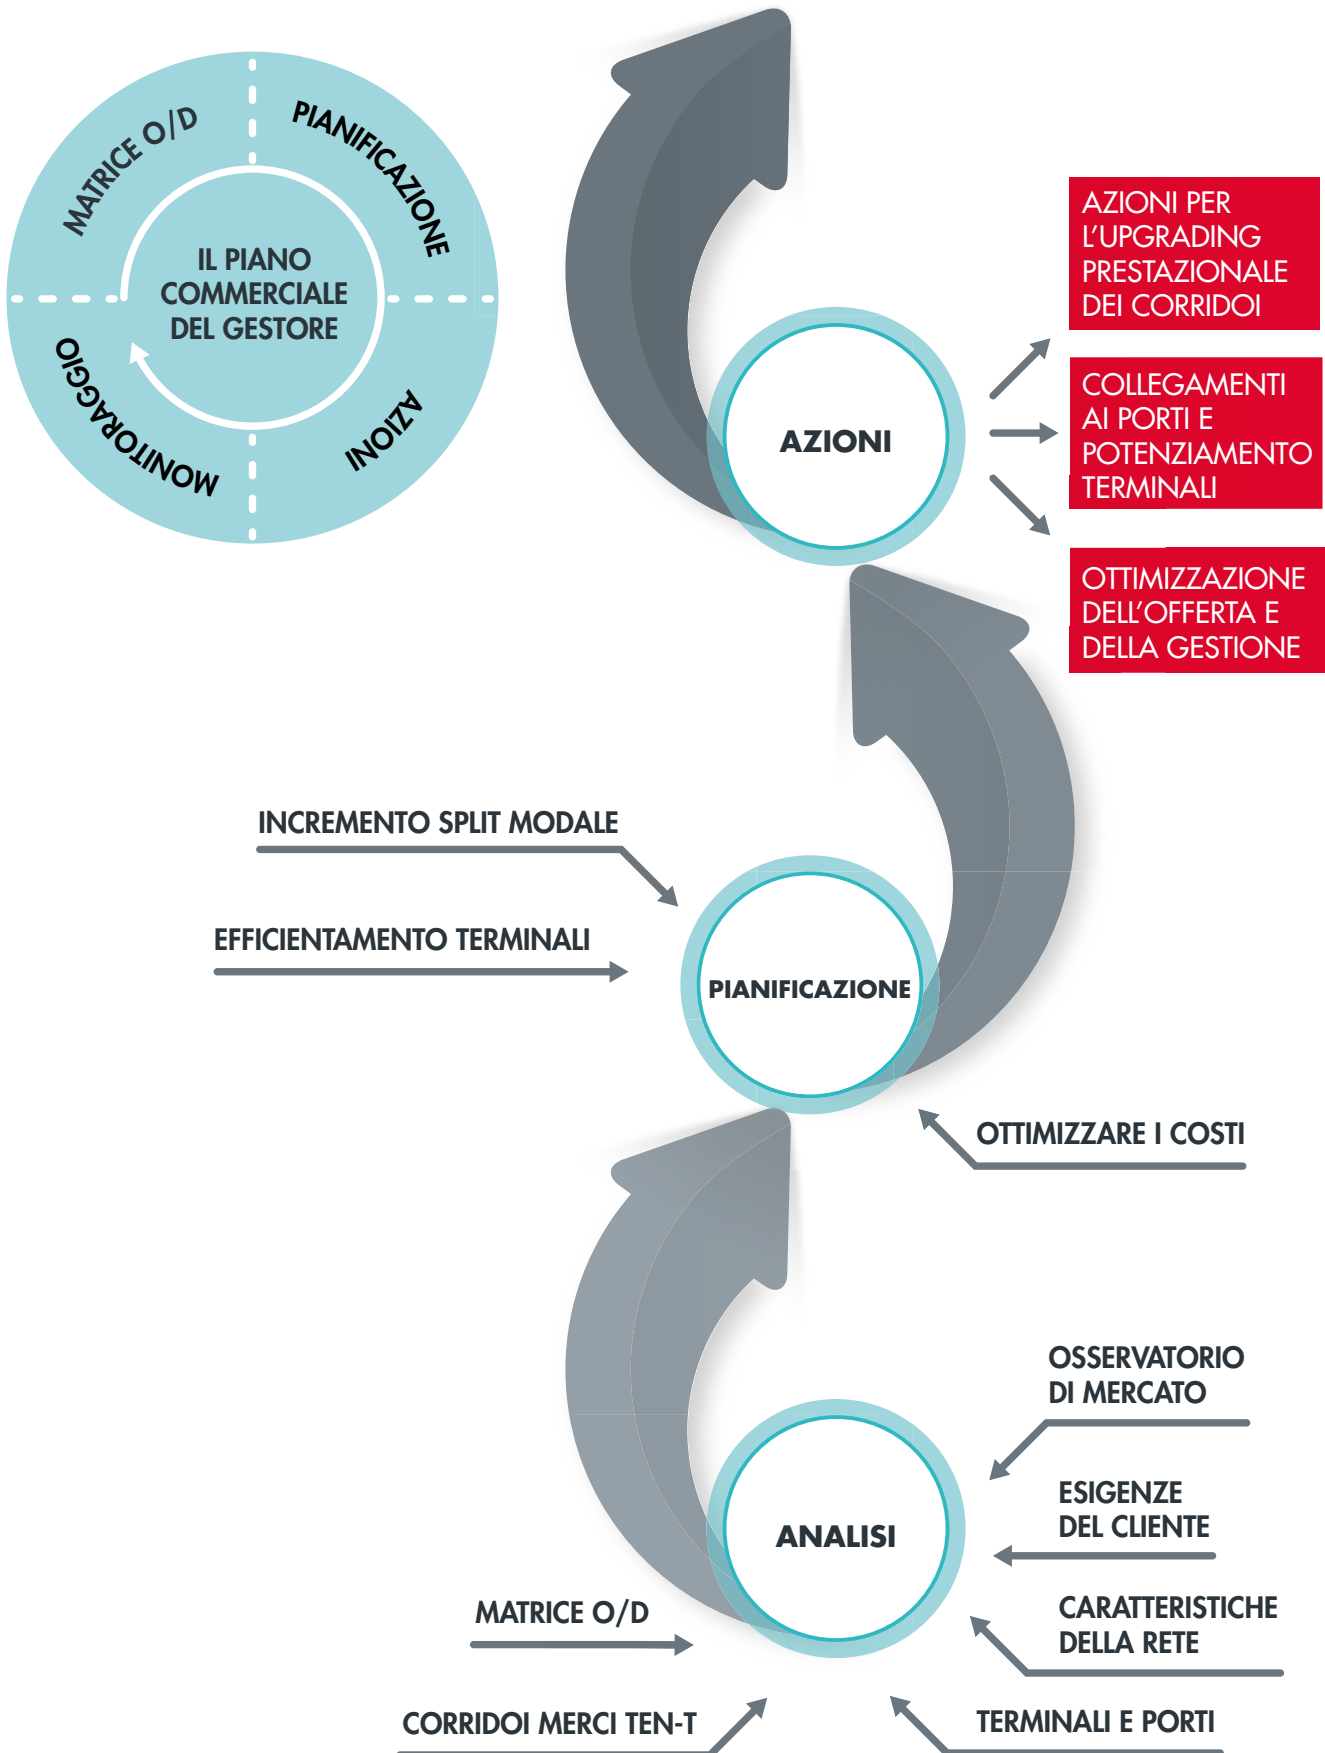 MATRICE O/D
PIANIFICAZIONE
IL PIANO
COMMERCIALE
DEL GESTORE
MONITORAGGIO
AZIONI
AZIONI PER
L'UPGRADING
PRESTAZIONALE
DEI CORRIDOI
AZIONI
COLLEGAMENTI
AI PORTI E
POTENZIAMENTO
TERMINALI
OTTIMIZZAZIONE
DELL'OFFERTA E
DELLA GESTIONE
INCREMENTO SPLIT MODALE
EFFICIENTAMENTO TERMINALI
PIANIFICAZIONE
OTTIMIZZARE I COSTI
OSSERVATORIO
DI MERCATO
ESIGENZE
DEL CLIENTE
ANALISI
CARATTERISTICHE
DELLA RETE
MATRICE O/D
CORRIDOI MERCI TEN-T
TERMINALI E PORTI